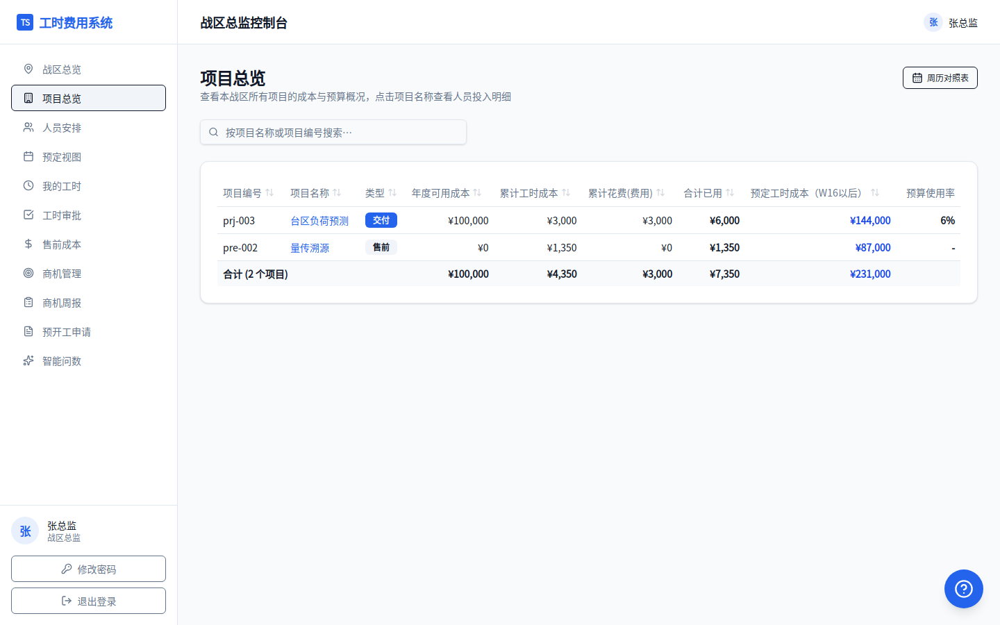 TS 工时费用系统
战区总监控制台
张 张总监
战区总览
项目总览
人员安排
预定视图
我的工时
工时审批
售前成本
商机管理
商机周报
预开工申请
智能问数
张
张总监
战区总监
修改密码
退出登录
项目总览
周历对照表
查看本战区所有项目的成本与预算概况，点击项目名称查看人员投入明细
按项目名称或项目编号搜索…
项目编号 项目名称 类型 年度可用成本 累计工时成本 累计花费(费用) 合计已用 预定工时成本（W16以后） 预算使用率
prj-003 台区负荷预测 交付 ¥100,000 ¥3,000 ¥3,000 ¥6,000 ¥144,000 6%
pre-002 量传溯源 售前 ¥0 ¥1,350 ¥0 ¥1,350 ¥87,000 -
合计 (2 个项目) ¥100,000 ¥4,350 ¥3,000 ¥7,350 ¥231,000